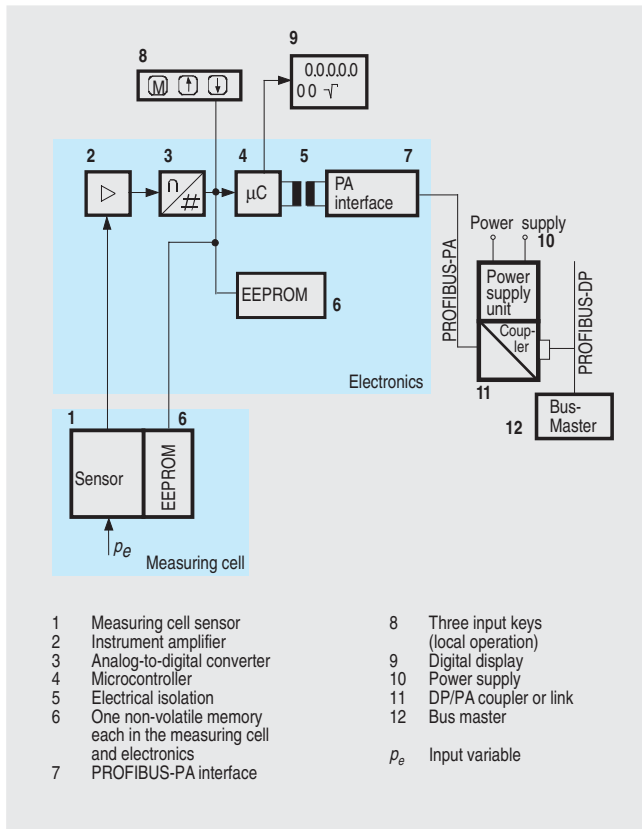 8
9
M ↑ ↓
0.0.0.0.0
0 0 √
2
3
4
5
7
▷
∩
#
µC
PA
interface
Power supply
10
EEPROM
6
PROFIBUS-PA
Power
supply
unit
Coup-
ler
PROFIBUS-DP
Electronics
11
12
Bus-
Master
1
6
Sensor
EEPROM
pe
Measuring cell
1 Measuring cell sensor
2 Instrument amplifier
3 Analog-to-digital converter
4 Microcontroller
5 Electrical isolation
6 One non-volatile memory
each in the measuring cell
and electronics
7 PROFIBUS-PA interface
8 Three input keys
(local operation)
9 Digital display
10 Power supply
11 DP/PA coupler or link
12 Bus master
pe Input variable